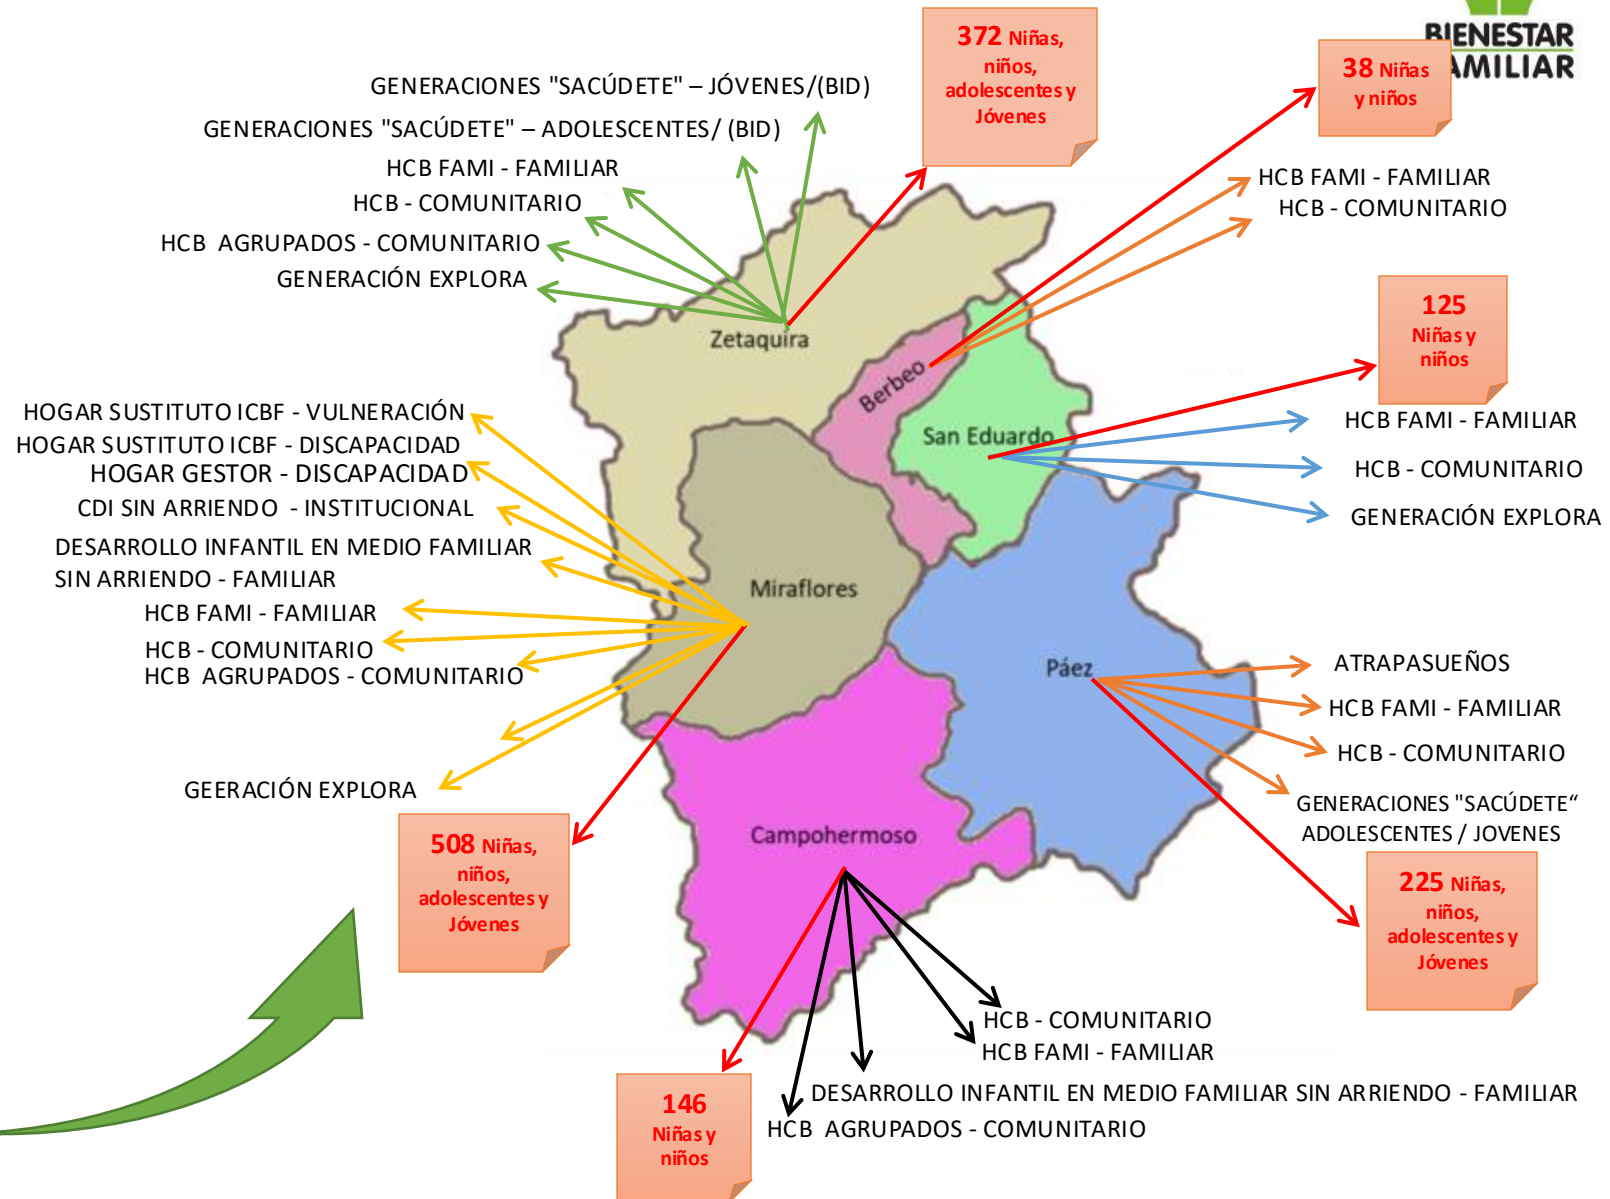 BIENESTAR
FAMILIAR
372 Niñas,
niños,
adolescentes y
Jóvenes
38 Niñas
y niños
GENERACIONES "SACÚDETE" – JÓVENES/(BID)
GENERACIONES "SACÚDETE" – ADOLESCENTES/ (BID)
HCB FAMI - FAMILIAR
HCB - COMUNITARIO
HCB AGRUPADOS - COMUNITARIO
GENERACIÓN EXPLORA
HCB FAMI - FAMILIAR
HCB - COMUNITARIO
125
Niñas y
niños
Zetaquira
Berbeo
San Eduardo
HCB FAMI - FAMILIAR
HCB - COMUNITARIO
GENERACIÓN EXPLORA
HOGAR SUSTITUTO ICBF - VULNERACIÓN
HOGAR SUSTITUTO ICBF - DISCAPACIDAD
HOGAR GESTOR - DISCAPACIDAD
CDI SIN ARRIENDO - INSTITUCIONAL
DESARROLLO INFANTIL EN MEDIO FAMILIAR
SIN ARRIENDO - FAMILIAR
HCB FAMI - FAMILIAR
HCB - COMUNITARIO
HCB AGRUPADOS - COMUNITARIO
GEERACIÓN EXPLORA
Miraflores
Páez
ATRAPASUEÑOS
HCB FAMI - FAMILIAR
HCB - COMUNITARIO
GENERACIONES "SACÚDETE“
ADOLESCENTES / JOVENES
508 Niñas,
niños,
adolescentes y
Jóvenes
Campohermoso
225 Niñas,
niños,
adolescentes y
Jóvenes
HCB - COMUNITARIO
HCB FAMI - FAMILIAR
DESARROLLO INFANTIL EN MEDIO FAMILIAR SIN ARRIENDO - FAMILIAR
HCB AGRUPADOS - COMUNITARIO
146
Niñas y
niños